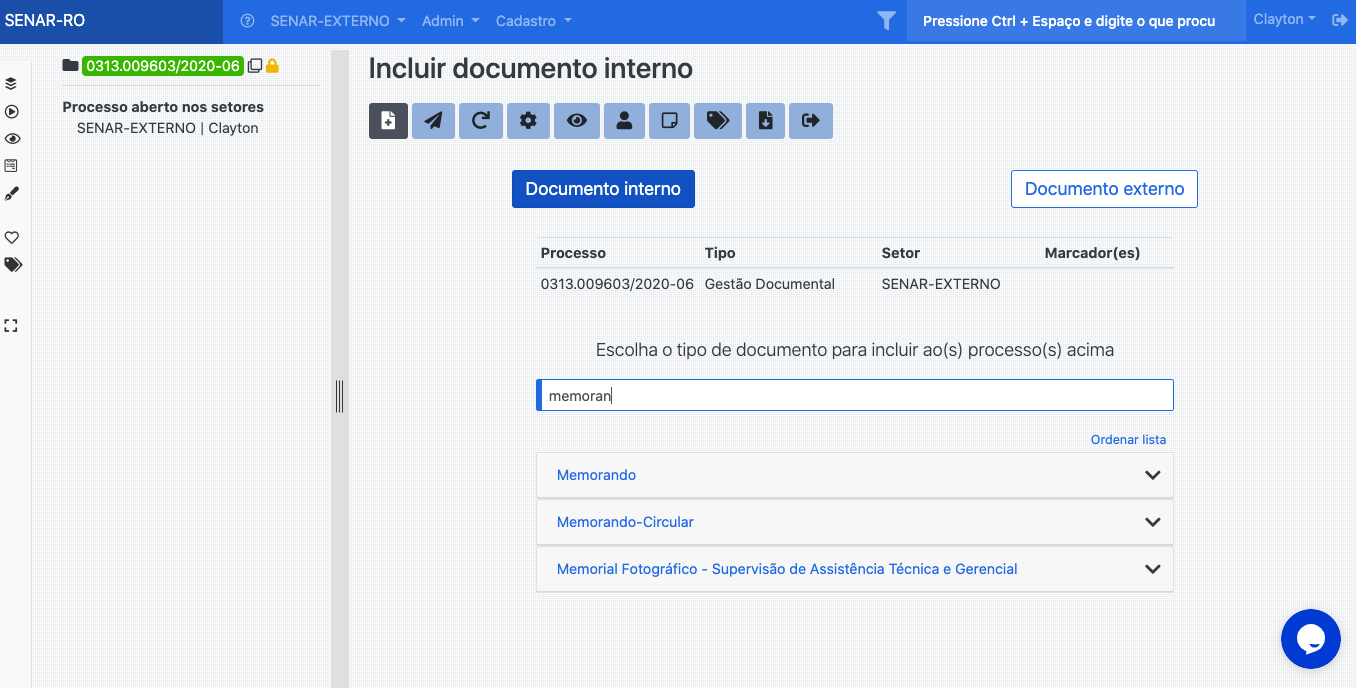 SENAR-RO
SENAR-EXTERNO Admin Cadastro
Pressione Ctrl + Espaço e digite o que procu
Clayton
0313.009603/2020-06
Processo aberto nos setores
SENAR-EXTERNO | Clayton
Incluir documento interno
Documento interno Documento externo
Processo Tipo Setor Marcador(es)
0313.009603/2020-06 Gestão Documental SENAR-EXTERNO
Escolha o tipo de documento para incluir ao(s) processo(s) acima
memoran
Ordenar lista
Memorando
Memorando-Circular
Memorial Fotográfico - Supervisão de Assistência Técnica e Gerencial